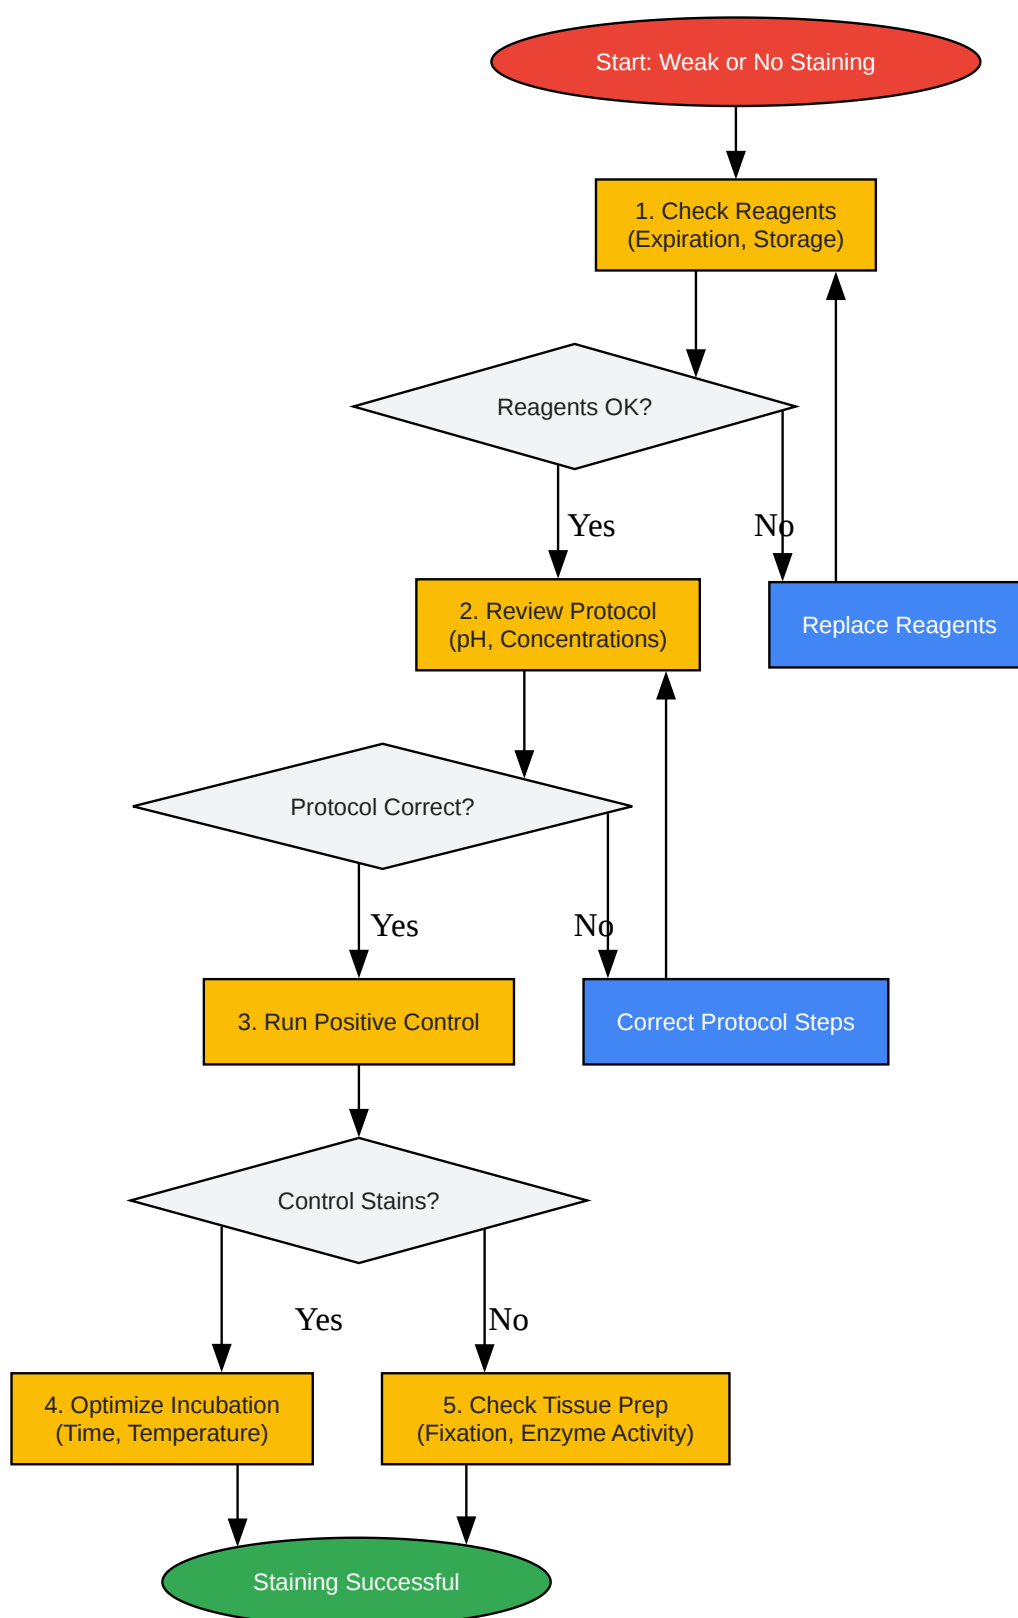 Start: Weak or No Staining
1. Check Reagents
(Expiration, Storage)
Reagents OK?
Yes
No
2. Review Protocol
(pH, Concentrations)
Replace Reagents
Protocol Correct?
Yes
No
3. Run Positive Control
Correct Protocol Steps
Control Stains?
Yes
No
4. Optimize Incubation
(Time, Temperature)
5. Check Tissue Prep
(Fixation, Enzyme Activity)
Staining Successful